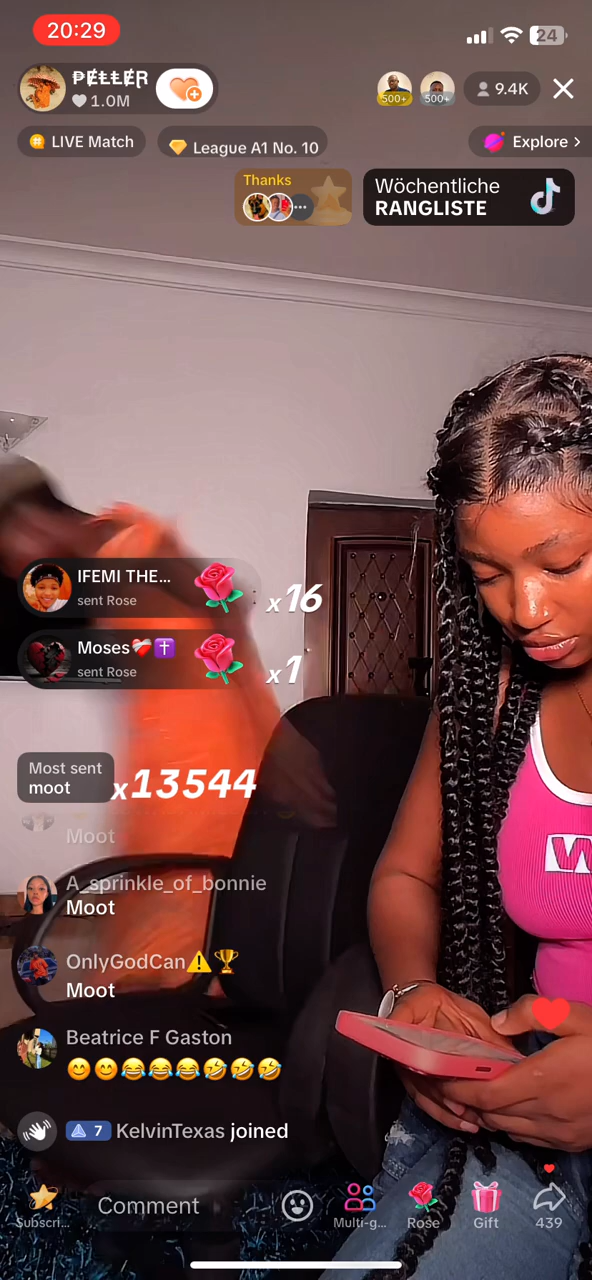 20:29
24
₱ɆⱠⱠɆⱤ
1.0M
500+
500+
9.4K
LIVE Match
League A1 No. 10
Explore >
Thanks
Wöchentliche
RANGLISTE
IFEMI THE...
sent Rose
x16
Moses
sent Rose
x1
Most sent
moot
x13544
Moot
A_sprinkle_of_bonnie
Moot
OnlyGodCan⚠️🏆
Moot
Beatrice F Gaston
😊😊😂😂😂🤣🤣🤣
7 KelvinTexas joined
Comment
Subscri...
Multi-g...
Rose
Gift
439
W